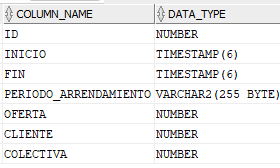 COLUMN_NAME DATA_TYPE
ID NUMBER
INICIO TIMESTAMP(6)
FIN TIMESTAMP(6)
PERIODO_ARRENDAMIENTO VARCHAR2(255 BYTE)
OFERTA NUMBER
CLIENTE NUMBER
COLECTIVA NUMBER